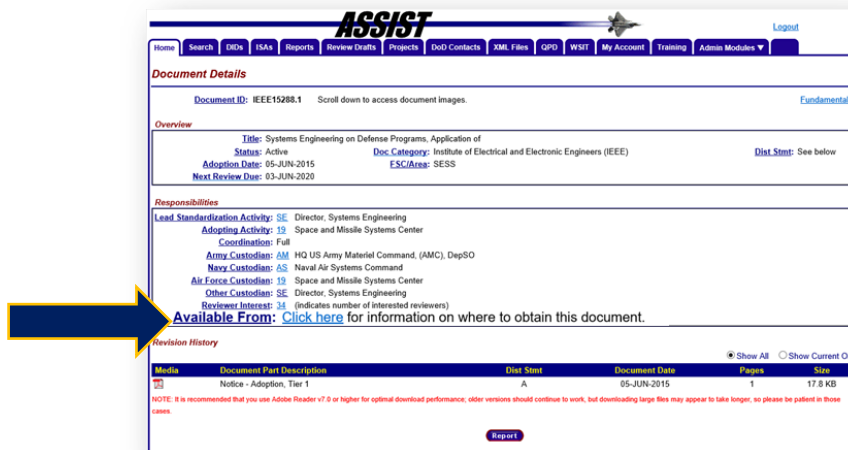 ASSIST
Logout
Home Search DIDs ISAs Reports Review Drafts Projects DoD Contacts XML Files QPD WSIT My Account Training Admin Modules ▼
Document Details
Document ID: IEEE15288.1 Scroll down to access document images. Fundamental
Overview
Title: Systems Engineering on Defense Programs, Application of
Status: Active Doc Category: Institute of Electrical and Electronic Engineers (IEEE) Dist Stmt: See below
Adoption Date: 05-JUN-2015 FSC/Area: SESS
Next Review Due: 03-JUN-2020
Responsibilities
Lead Standardization Activity: SE Director, Systems Engineering
Adopting Activity: 19 Space and Missile Systems Center
Coordination: Full
Army Custodian: AM HQ US Army Materiel Command, (AMC), DepSO
Navy Custodian: AS Naval Air Systems Command
Air Force Custodian: 19 Space and Missile Systems Center
Other Custodian: SE Director, Systems Engineering
Reviewer Interest: 34 (indicates number of interested reviewers)
Available From: Click here for information on where to obtain this document.
Revision History
Show All Show Current O
Media Document Part Description Dist Stmt Document Date Pages Size
Notice - Adoption, Tier 1 A 05-JUN-2015 1 17.8 KB
NOTE: It is recommended that you use Adobe Reader v7.0 or higher for optimal download performance; older versions should continue to work, but downloading large files may appear to take longer, so please be patient in those
cases.
Report